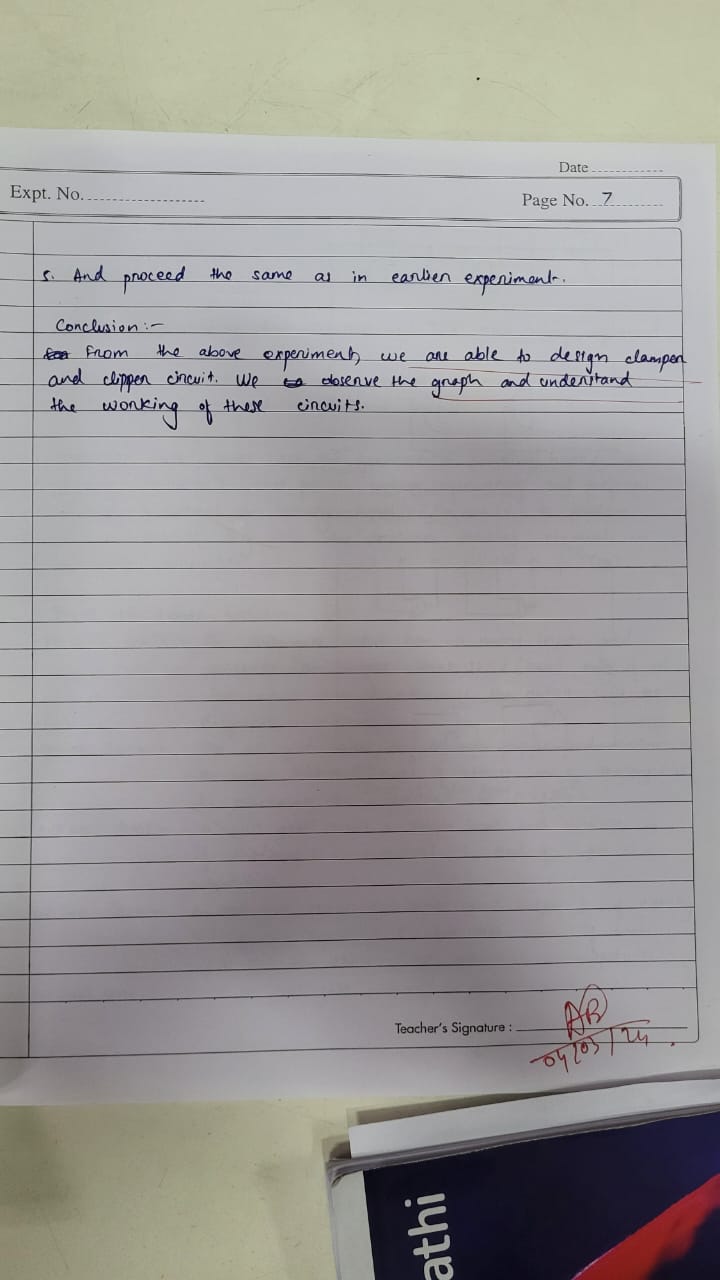 Date
Expt. No.
Page No. 7
5. And proceed the same as in earlier experiment.
Conclusion :-
From the above experiment, we are able to design clamper
and clipper circuit. We observe the graph and understand
the working of these circuits.
Teacher's Signature :
AB
04/03/24
athi